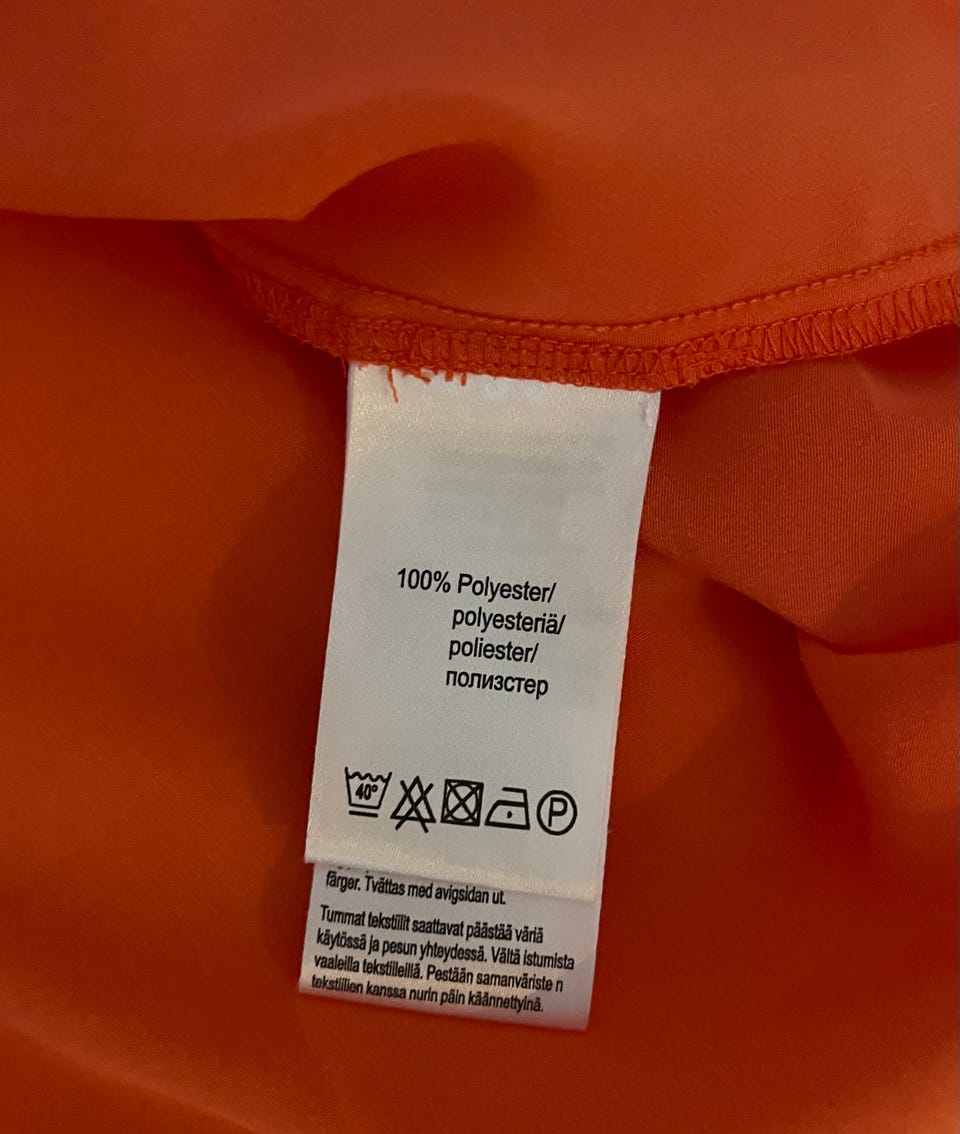 100% Polyester/
polyesteriä/
poliester/
полизстер
40°
P
färger. Tvättas med avigsidan ut.
Tummat tekstiilit saattavat päästää väriä
käytössä ja pesun yhteydessä. Vältä istumista
vaaleilla tekstiileillä. Pestään samanväriste n
tekstiilien kanssa nurin päin käännettyinä.